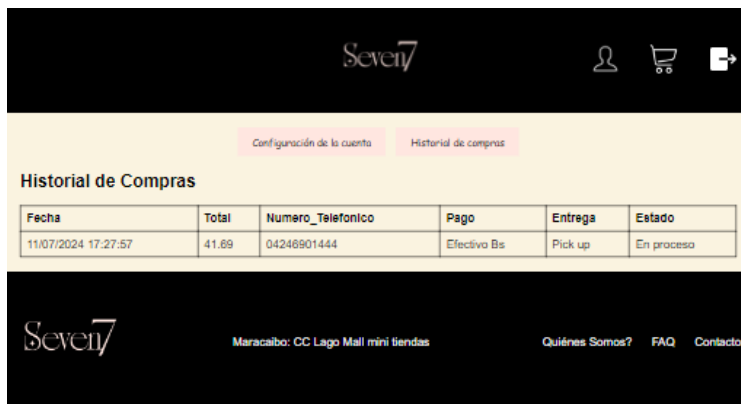 Seven7
Configuración de la cuenta Historial de compras
Historial de Compras
Fecha Total Numero_Telefonico Pago Entrega Estado
11/07/2024 17:27:57 41.69 04246901444 Efectivo Bs Pick up En proceso
Seven7 Maracaibo: CC Lago Mall mini tiendas Quiénes Somos? FAQ Contacto